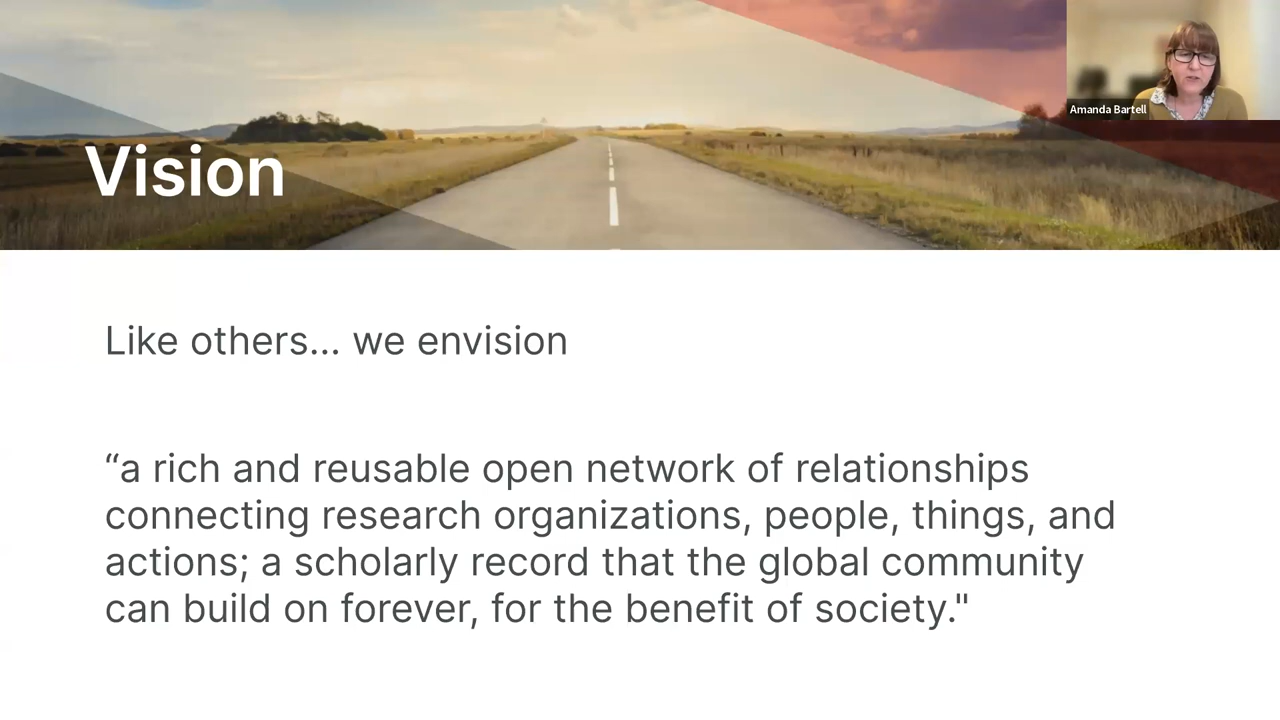 Amanda Bartell
Vision
Like others... we envision
“a rich and reusable open network of relationships
connecting research organizations, people, things, and
actions; a scholarly record that the global community
can build on forever, for the benefit of society."